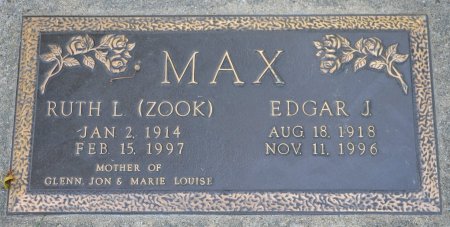 MAX
RUTH L. (ZOOK) EDGAR J.
JAN 2, 1914 AUG 18, 1918
FEB. 15, 1997 NOV. 11, 1996
MOTHER OF
GLENN, JON & MARIE LOUISE